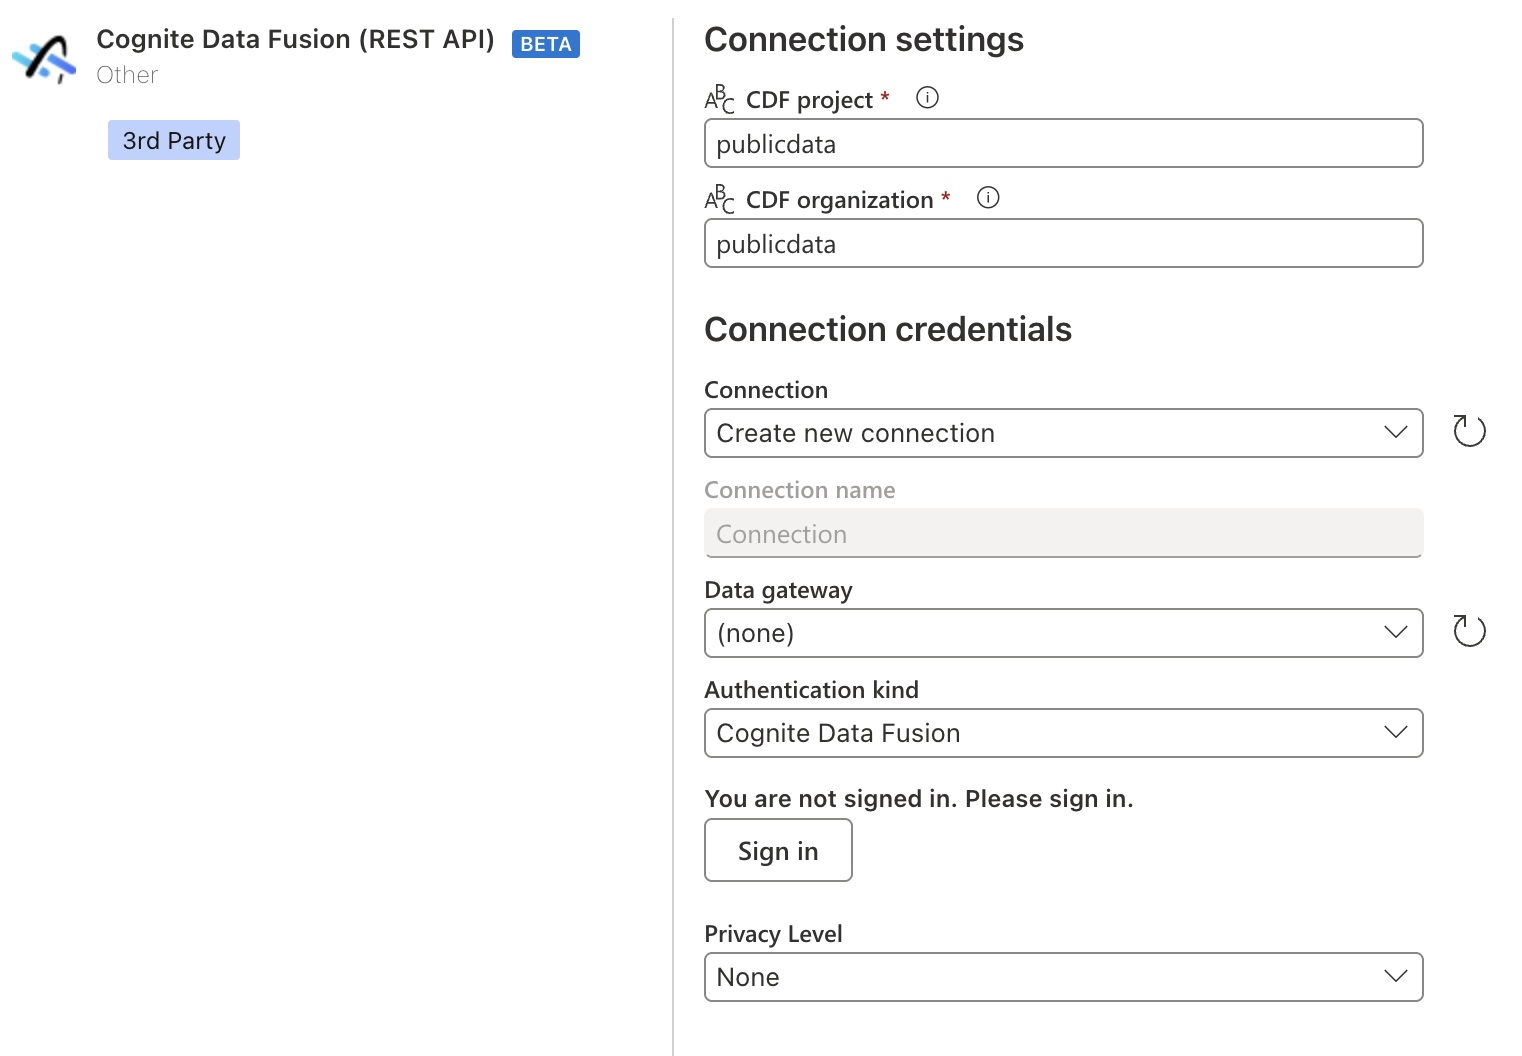 Cognite Data Fusion (REST API) BETA
Other
3rd Party
Connection settings
ABC CDF project *
publicdata
ABC CDF organization *
publicdata
Connection credentials
Connection
Create new connection
Connection name
Connection
Data gateway
(none)
Authentication kind
Cognite Data Fusion
You are not signed in. Please sign in.
Sign in
Privacy Level
None